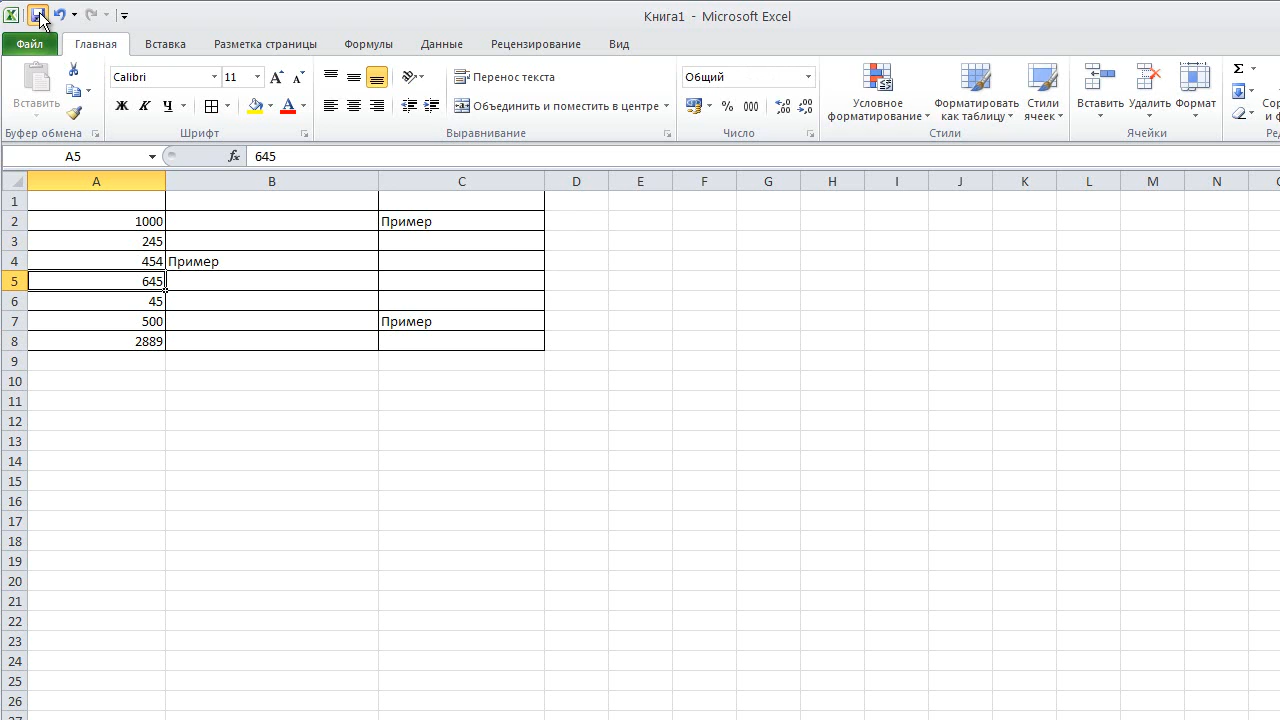 Книга1 - Microsoft Excel
Файл Главная Вставка Разметка страницы Формулы Данные Рецензирование Вид
Calibri 11 Перенос текста Общий
Вставить Ж К Ч Объединить и поместить в центре % 000 Условное форматирование Форматировать как таблицу Стили ячеек Вставить Удалить Формат Σ
Буфер обмена Шрифт Выравнивание Число Стили Ячейки
A5 fx 645
A B C D E F G H I J K L M N
1
2 1000 Пример
3 245
4 454 Пример
5 645
6 45
7 500 Пример
8 2889
9
10
11
12
13
14
15
16
17
18
19
20
21
22
23
24
25
26